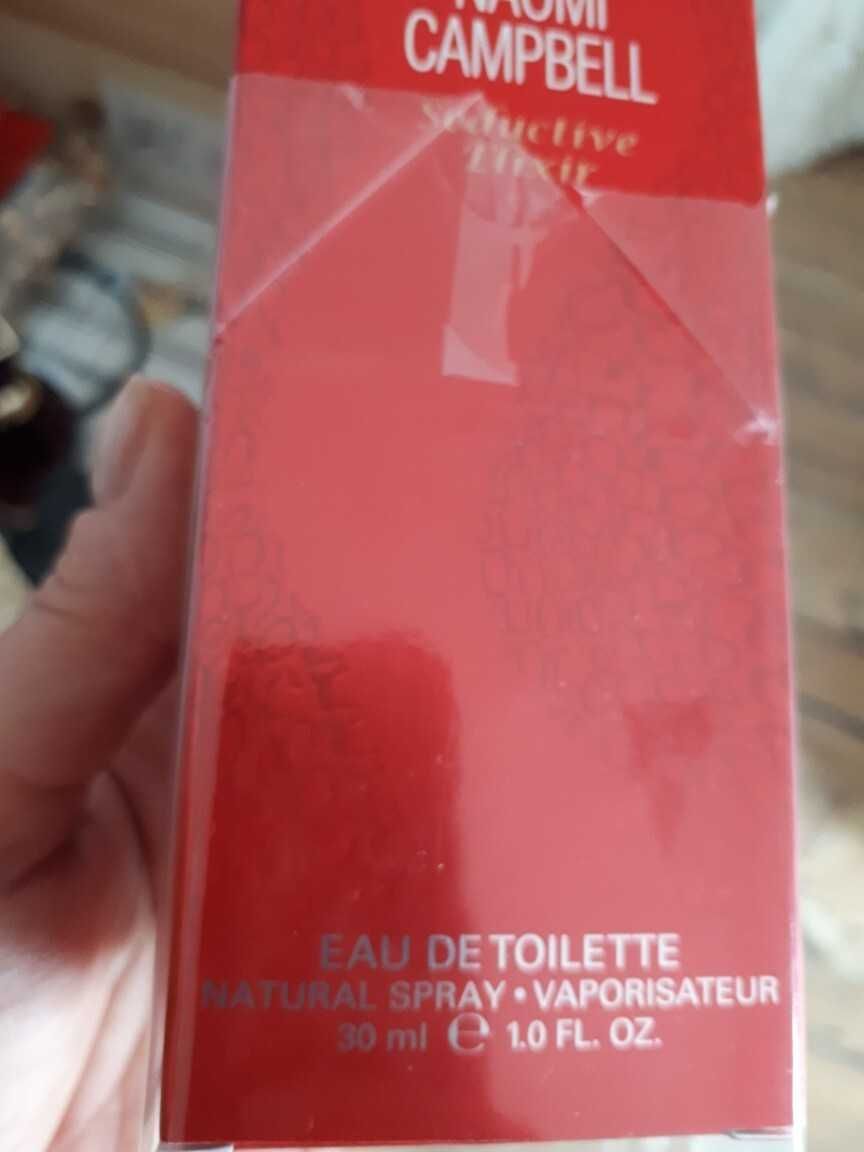 NAOMI
CAMPBELL
Seductive
Elixir
EAU DE TOILETTE
NATURAL SPRAY • VAPORISATEUR
30 ml ℮ 1.0 FL. OZ.